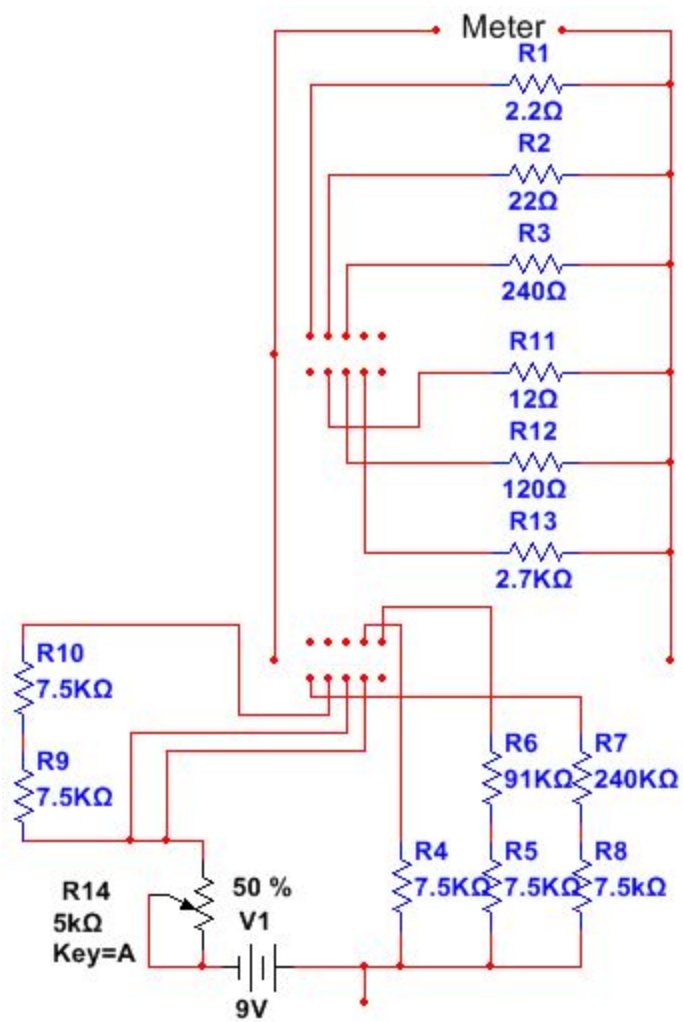 Meter
R1
2.2Ω
R2
22Ω
R3
240Ω
R11
12Ω
R12
120Ω
R13
2.7KΩ
R10
7.5KΩ
R9
7.5KΩ
R6
91KΩ
R7
240KΩ
R4
7.5KΩ
R5
7.5KΩ
R8
7.5kΩ
R14
5kΩ
Key=A
50 %
V1
9V